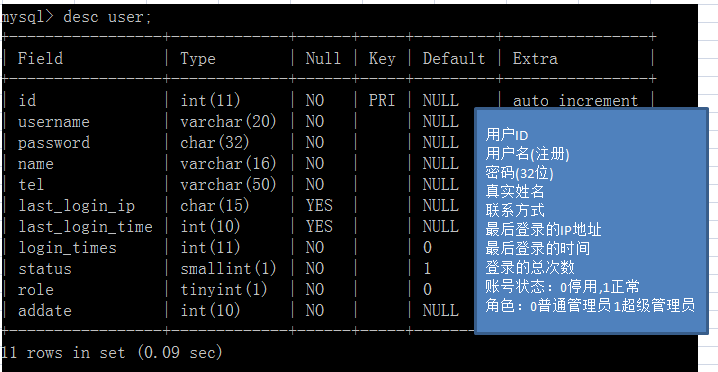 mysql> desc user;
+-----------------+-------------+------+-----+---------+----------------+
| Field | Type | Null | Key | Default | Extra |
+-----------------+-------------+------+-----+---------+----------------+
| id | int(11) | NO | PRI | NULL | auto_increment |
| username | varchar(20) | NO | | NULL
| password | char(32) | NO | | NULL
| name | varchar(16) | NO | | NULL
| tel | varchar(50) | NO | | NULL
| last_login_ip | char(15) | YES | | NULL
| last_login_time | int(10) | YES | | NULL
| login_times | int(11) | NO | | 0
| status | smallint(1) | NO | | 1
| role | tinyint(1) | NO | | 0
| addate | int(10) | NO | | NULL
+-----------------+-------------+------+-----+---------+----------------+
11 rows in set (0.09 sec)
用户ID
用户名(注册)
密码(32位)
真实姓名
联系方式
最后登录的IP地址
最后登录的时间
登录的总次数
账号状态：0停用,1正常
角色：0普通管理员1超级管理员